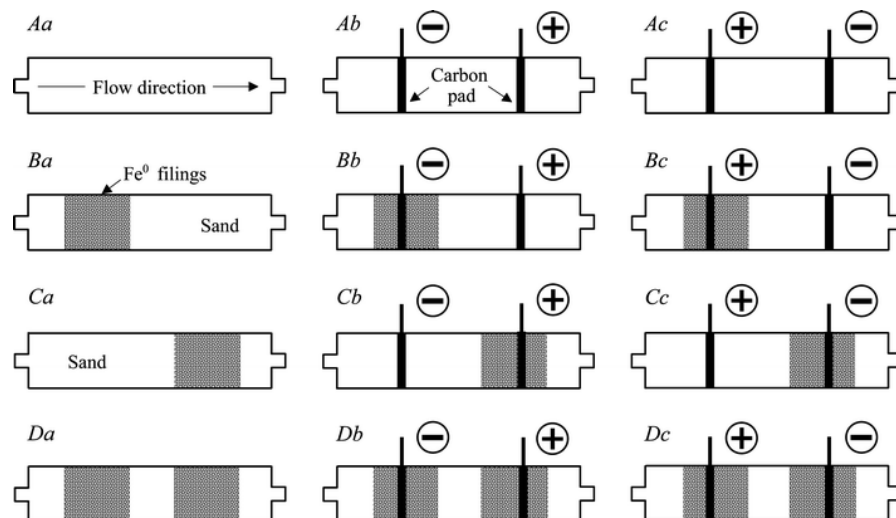 Aa
Ab
−
+
Ac
+
−
Flow direction
Carbon
pad
Ba
Fe⁰ filings
Sand
Bb
−
+
Bc
+
−
Ca
Sand
Cb
−
+
Cc
+
−
Da
Db
−
+
Dc
+
−